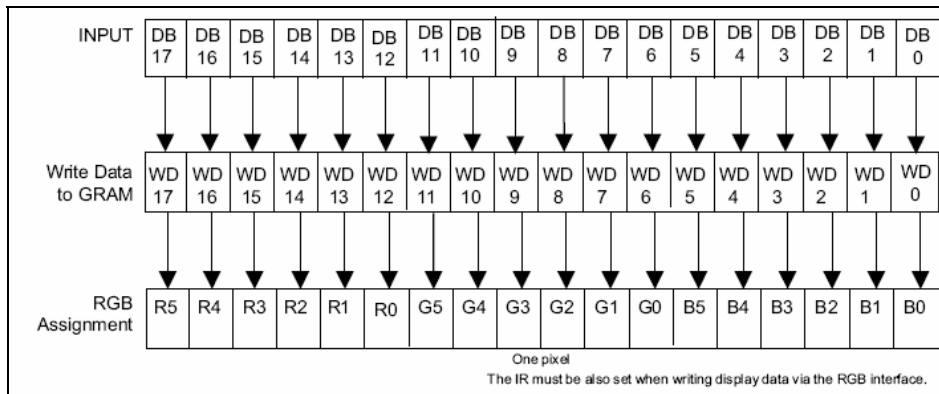 INPUT DB 17 DB 16 DB 15 DB 14 DB 13 DB 12 DB 11 DB 10 DB 9 DB 8 DB 7 DB 6 DB 5 DB 4 DB 3 DB 2 DB 1 DB 0
Write Data to GRAM WD 17 WD 16 WD 15 WD 14 WD 13 WD 12 WD 11 WD 10 WD 9 WD 8 WD 7 WD 6 WD 5 WD 4 WD 3 WD 2 WD 1 WD 0
RGB Assignment R5 R4 R3 R2 R1 R0 G5 G4 G3 G2 G1 G0 B5 B4 B3 B2 B1 B0
One pixel
The IR must be also set when writing display data via the RGB interface.